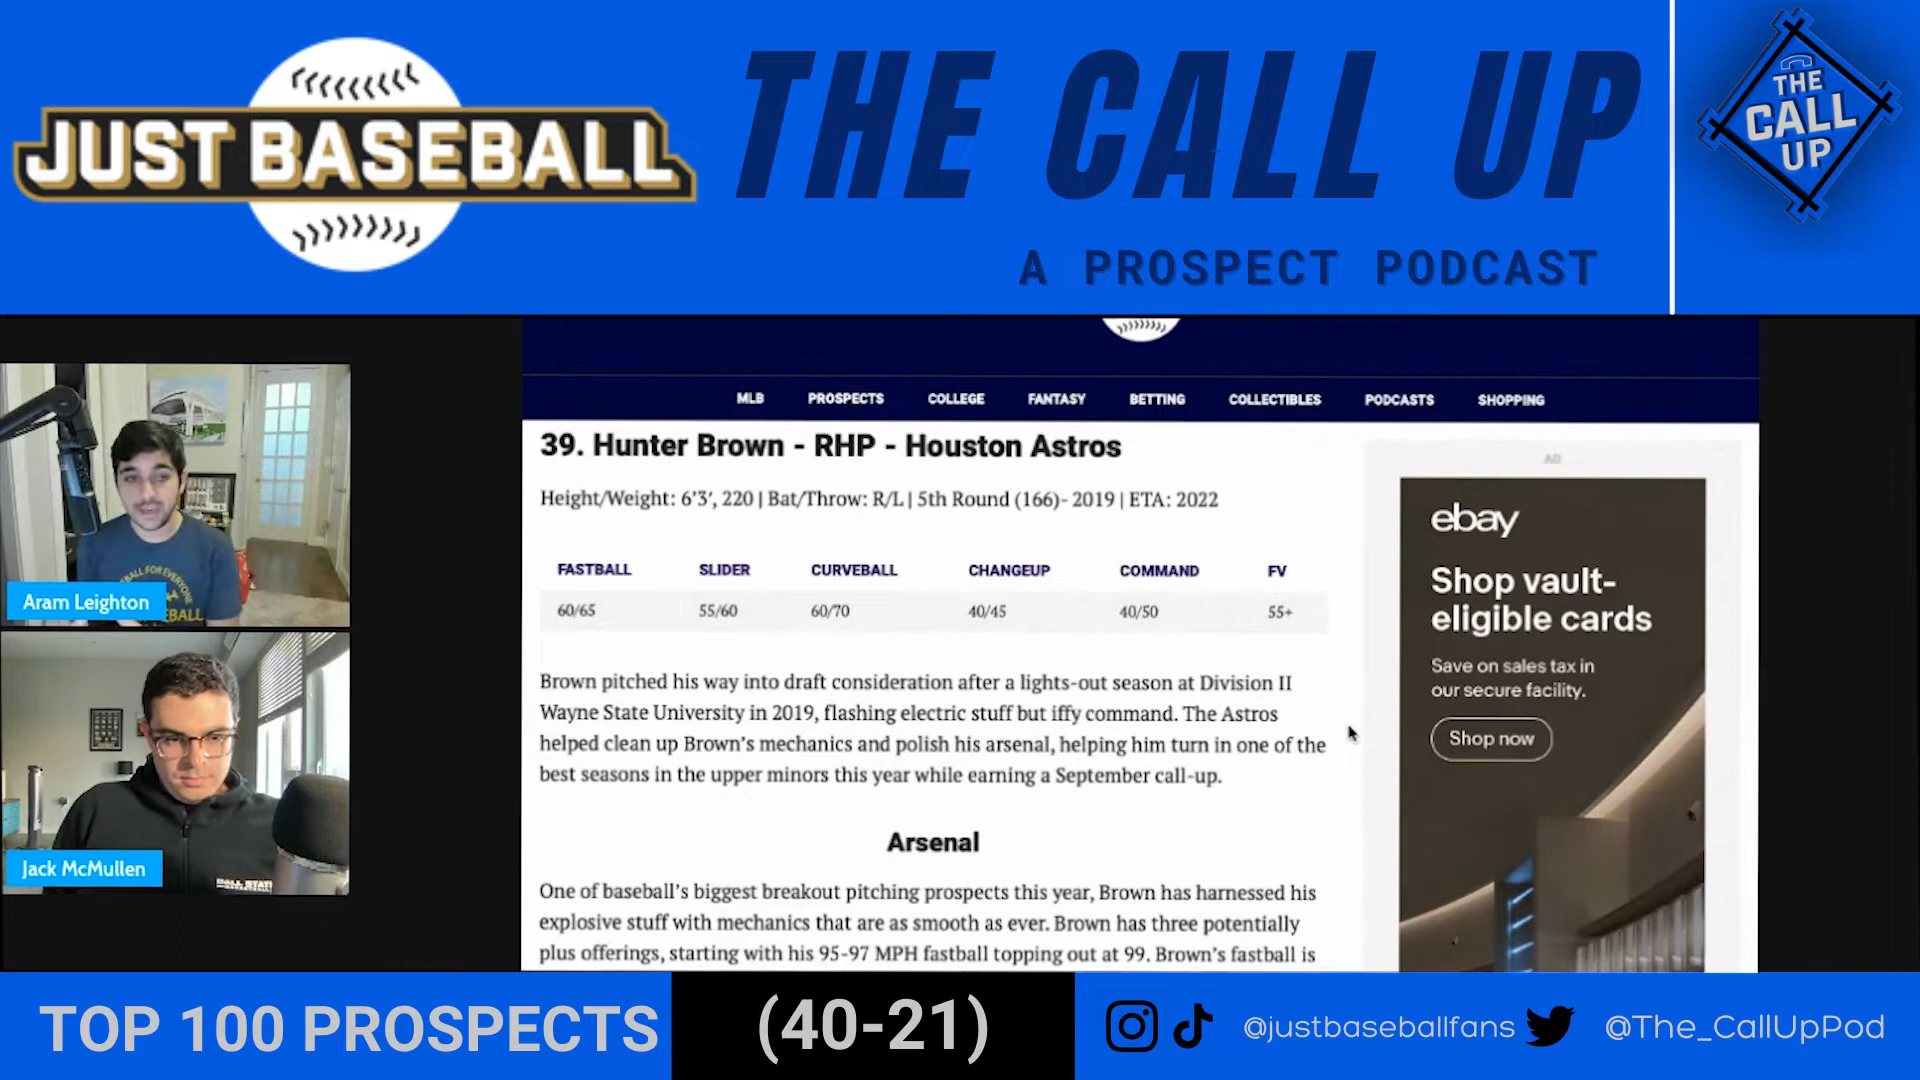 JUST BASEBALL
THE CALL UP
A PROSPECT PODCAST
THE
CALL
UP
MLB PROSPECTS COLLEGE FANTASY BETTING COLLECTIBLES PODCASTS SHOPPING
39. Hunter Brown - RHP - Houston Astros
Height/Weight: 6’3′, 220 | Bat/Throw: R/L | 5th Round (166)- 2019 | ETA: 2022
FASTBALL SLIDER CURVEBALL CHANGEUP COMMAND FV
60/65 55/60 60/70 40/45 40/50 55+
Brown pitched his way into draft consideration after a lights-out season at Division II
Wayne State University in 2019, flashing electric stuff but iffy command. The Astros
helped clean up Brown’s mechanics and polish his arsenal, helping him turn in one of the
best seasons in the upper minors this year while earning a September call-up.
Arsenal
One of baseball’s biggest breakout pitching prospects this year, Brown has harnessed his
explosive stuff with mechanics that are as smooth as ever. Brown has three potentially
plus offerings, starting with his 95-97 MPH fastball topping out at 99. Brown’s fastball is
AD
ebay
Shop vault-
eligible cards
Save on sales tax in
our secure facility.
Shop now
BALL FOR EVERYONE
BALL
Aram Leighton
BALL STATE
Jack McMullen
TOP 100 PROSPECTS
(40-21)
@justbaseballfans
@The_CallUpPod